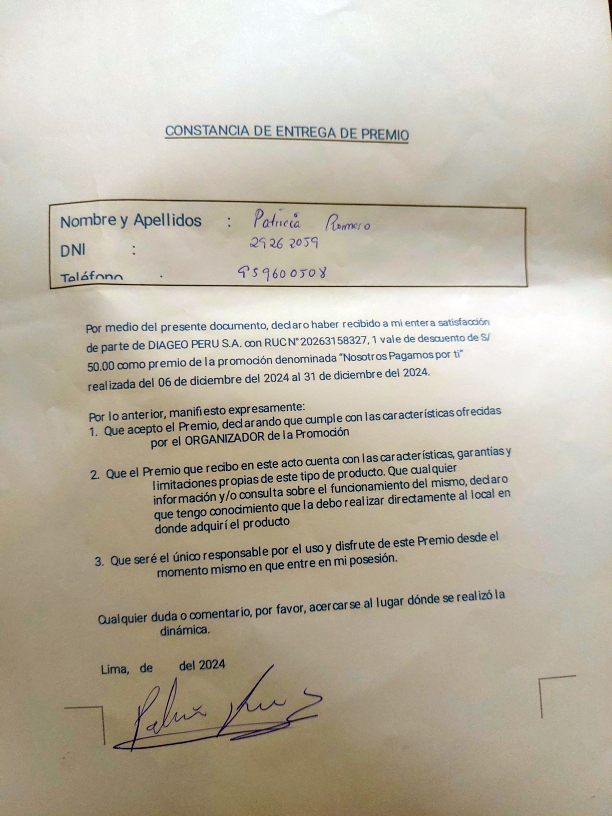 CONSTANCIA DE ENTREGA DE PREMIO
Nombre y Apellidos : Patricia Romero
DNI : 29262059
Teléfono : 959600508
Por medio del presente documento, declaro haber recibido a mi entera satisfacción
de parte de DIAGEO PERU S.A. con RUC N° 20263158327, 1 vale de descuento de S/
50.00 como premio de la promoción denominada "Nosotros Pagamos por ti"
realizada del 06 de diciembre del 2024 al 31 de diciembre del 2024.
Por lo anterior, manifiesto expresamente:
1. Que acepto el Premio, declarando que cumple con las características ofrecidas
por el ORGANIZADOR de la Promoción
2. Que el Premio que recibo en este acto cuenta con las características, garantías y
limitaciones propias de este tipo de producto. Que cualquier
información y/o consulta sobre el funcionamiento del mismo, declaro
que tengo conocimiento que la debo realizar directamente al local en
donde adquirí el producto
3. Que seré el único responsable por el uso y disfrute de este Premio desde el
momento mismo en que entre en mi posesión.
Cualquier duda o comentario, por favor, acercarse al lugar dónde se realizó la
dinámica.
Lima, de del 2024